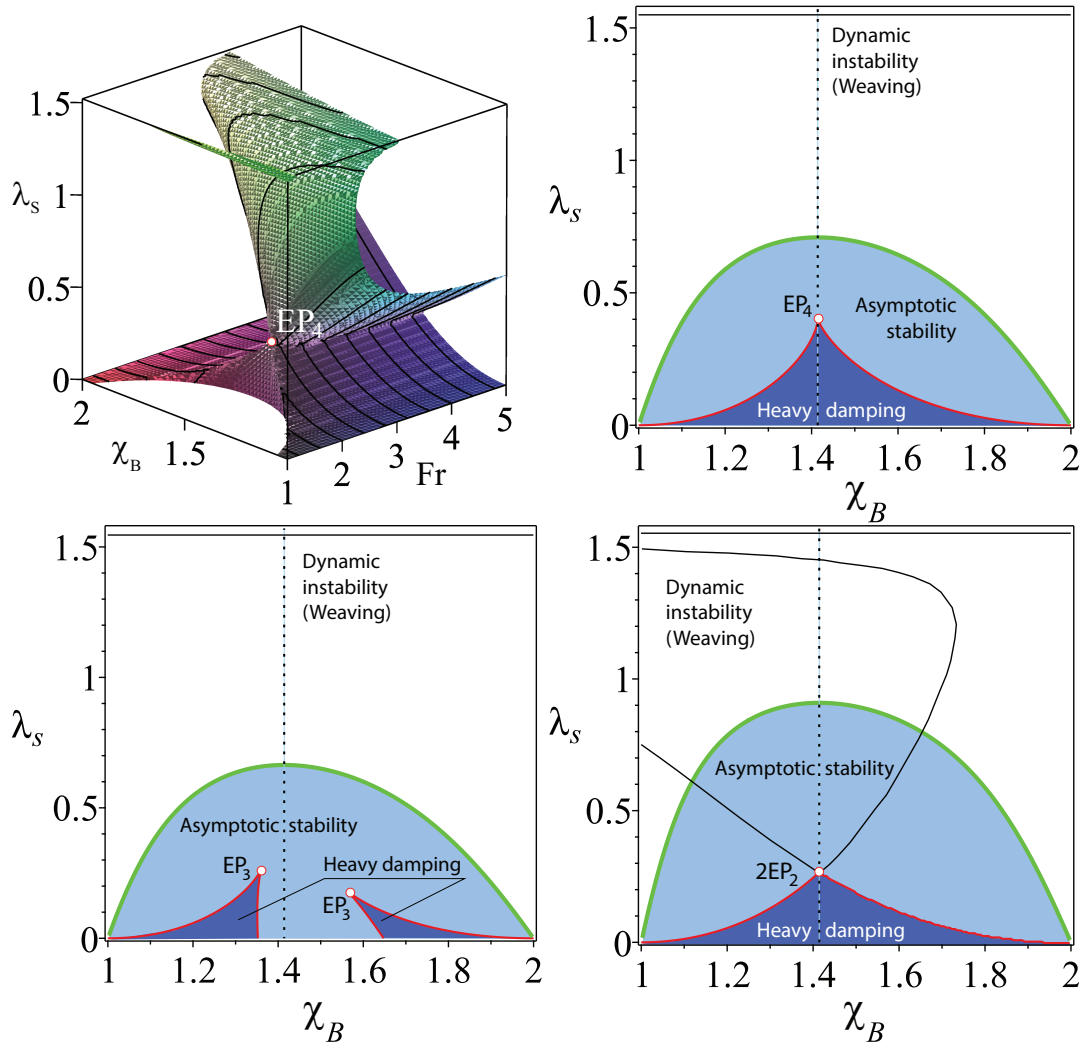 1.5
1
λS
0.5
0
EP4
2
χB
1.5
1
1
2
3
4
5
Fr
1.5
1
λs
0.5
0
Dynamic
instability
(Weaving)
EP4
Asymptotic
stability
Heavy damping
1 1.2 1.4 1.6 1.8 2
χB
1.5
1
λs
0.5
0
Dynamic
instability
(Weaving)
Asymptotic stability
EP3
Heavy damping
EP3
1 1.2 1.4 1.6 1.8 2
χB
1.5
1
λs
0.5
0
Dynamic
instability
(Weaving)
Asymptotic stability
2EP2
Heavy damping
1 1.2 1.4 1.6 1.8 2
χB